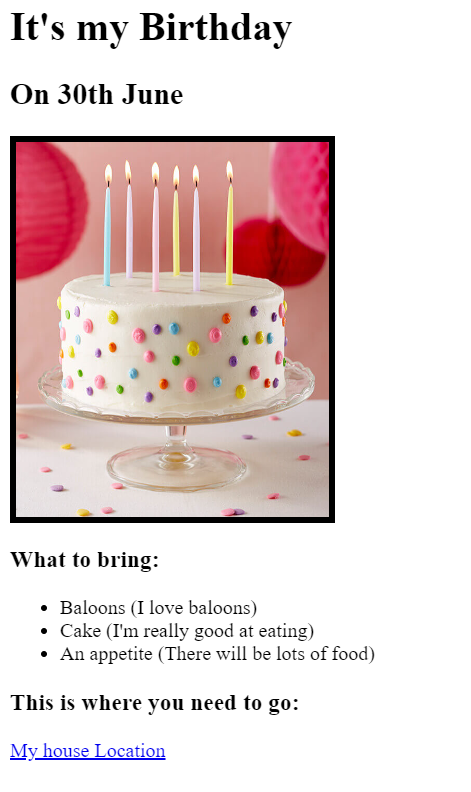 It's my Birthday
On 30th June
What to bring:
Baloons (I love baloons)
Cake (I'm really good at eating)
An appetite (There will be lots of food)
This is where you need to go:
My house Location